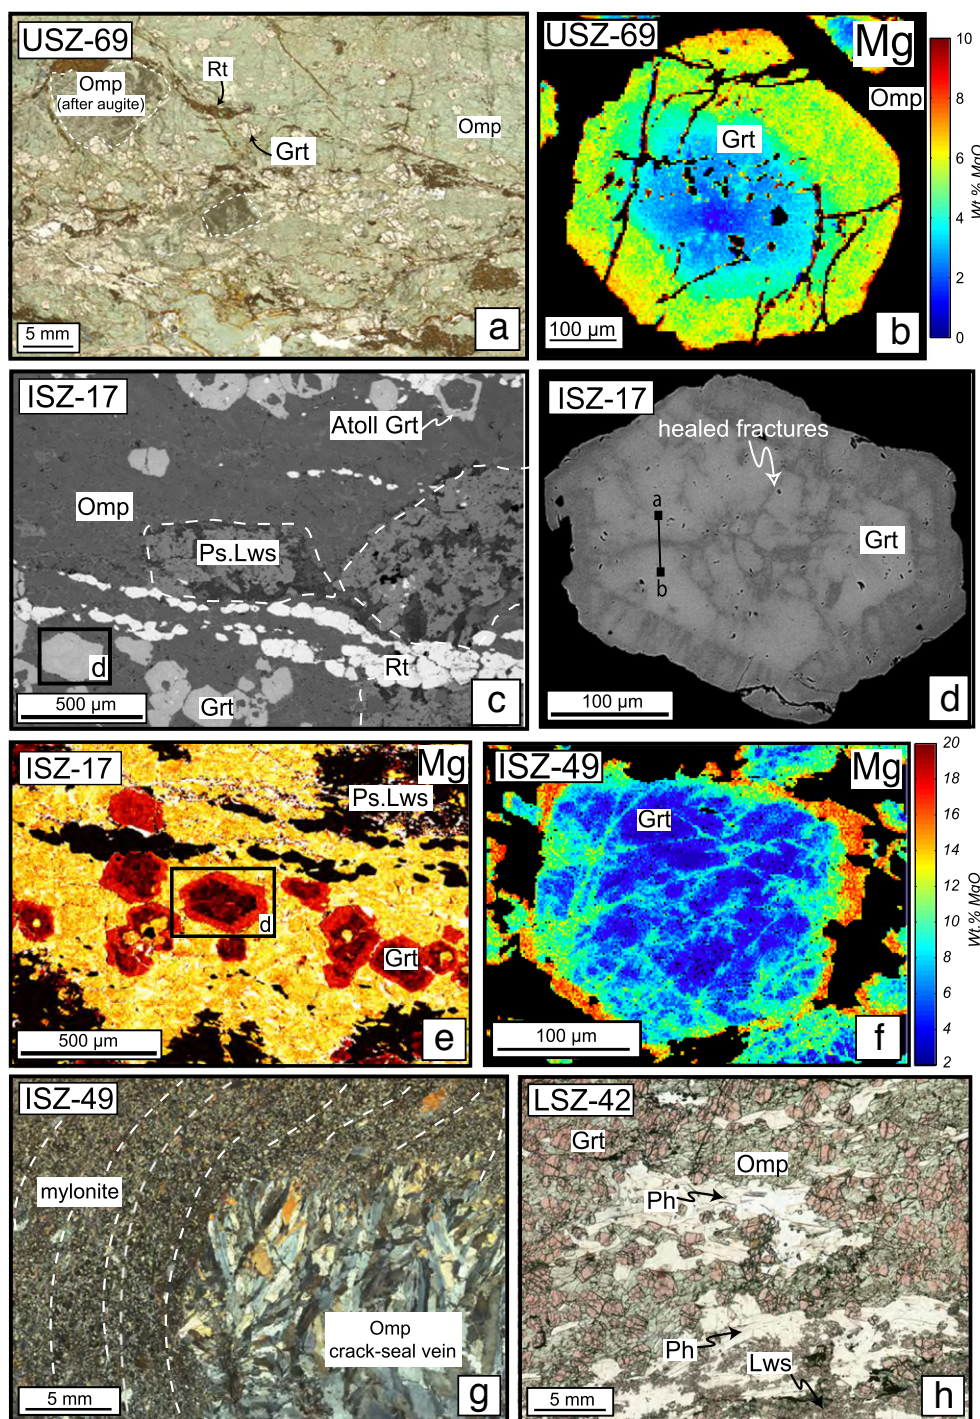 USZ-69
Omp
(after augite)
Rt
Grt
Omp
5 mm
a
USZ-69
Mg
Omp
Grt
100 µm
b
10
8
6
4
2
0
Wt.% MgO
ISZ-17
Atoll Grt
Omp
Ps.Lws
d
Rt
Grt
500 µm
c
ISZ-17
healed fractures
a
b
Grt
100 µm
d
ISZ-17
Mg
Ps.Lws
d
Grt
500 µm
e
ISZ-49
Mg
Grt
100 µm
f
20
18
16
14
12
10
8
6
4
2
Wt.% MgO
ISZ-49
mylonite
Omp
crack-seal vein
5 mm
g
LSZ-42
Grt
Omp
Ph
Ph
Lws
5 mm
h